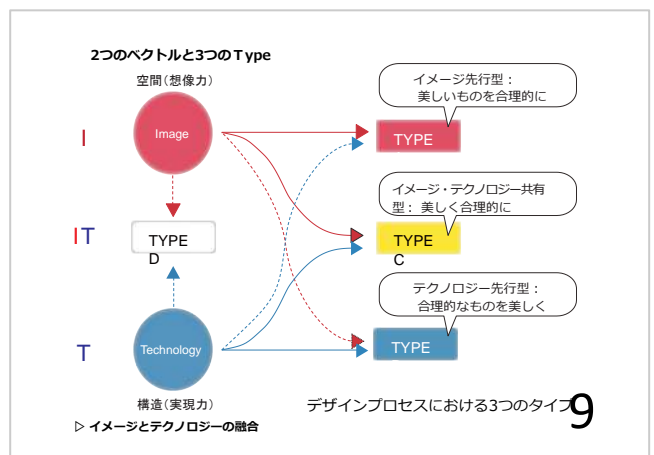 2つのベクトルと3つのType
空間(想像力)
イメージ先行型：
美しいものを合理的に
I
Image
TYPE
イメージ・テクノロジー共有
型： 美しく合理的に
IT
TYPE
D
TYPE
C
テクノロジー先行型：
合理的なものを美しく
T
Technology
TYPE
構造(実現力)
デザインプロセスにおける3つのタイプ
9
▷ イメージとテクノロジーの融合